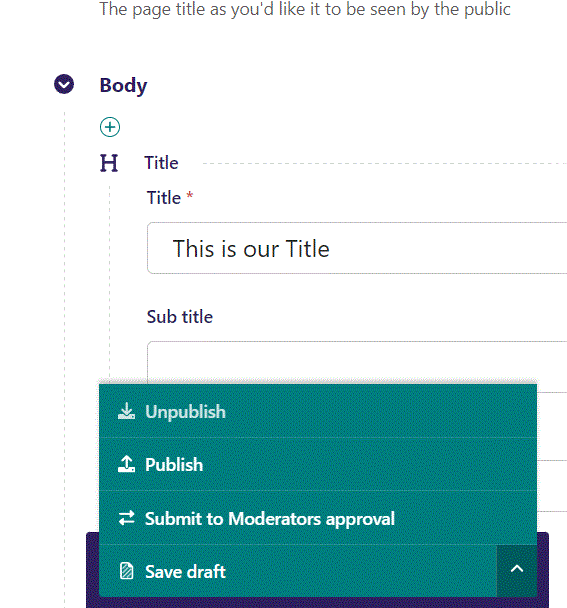 The page title as you'd like it to be seen by the public
Body
Title
Title *
This is our Title
Sub title
Unpublish
Publish
Submit to Moderators approval
Save draft